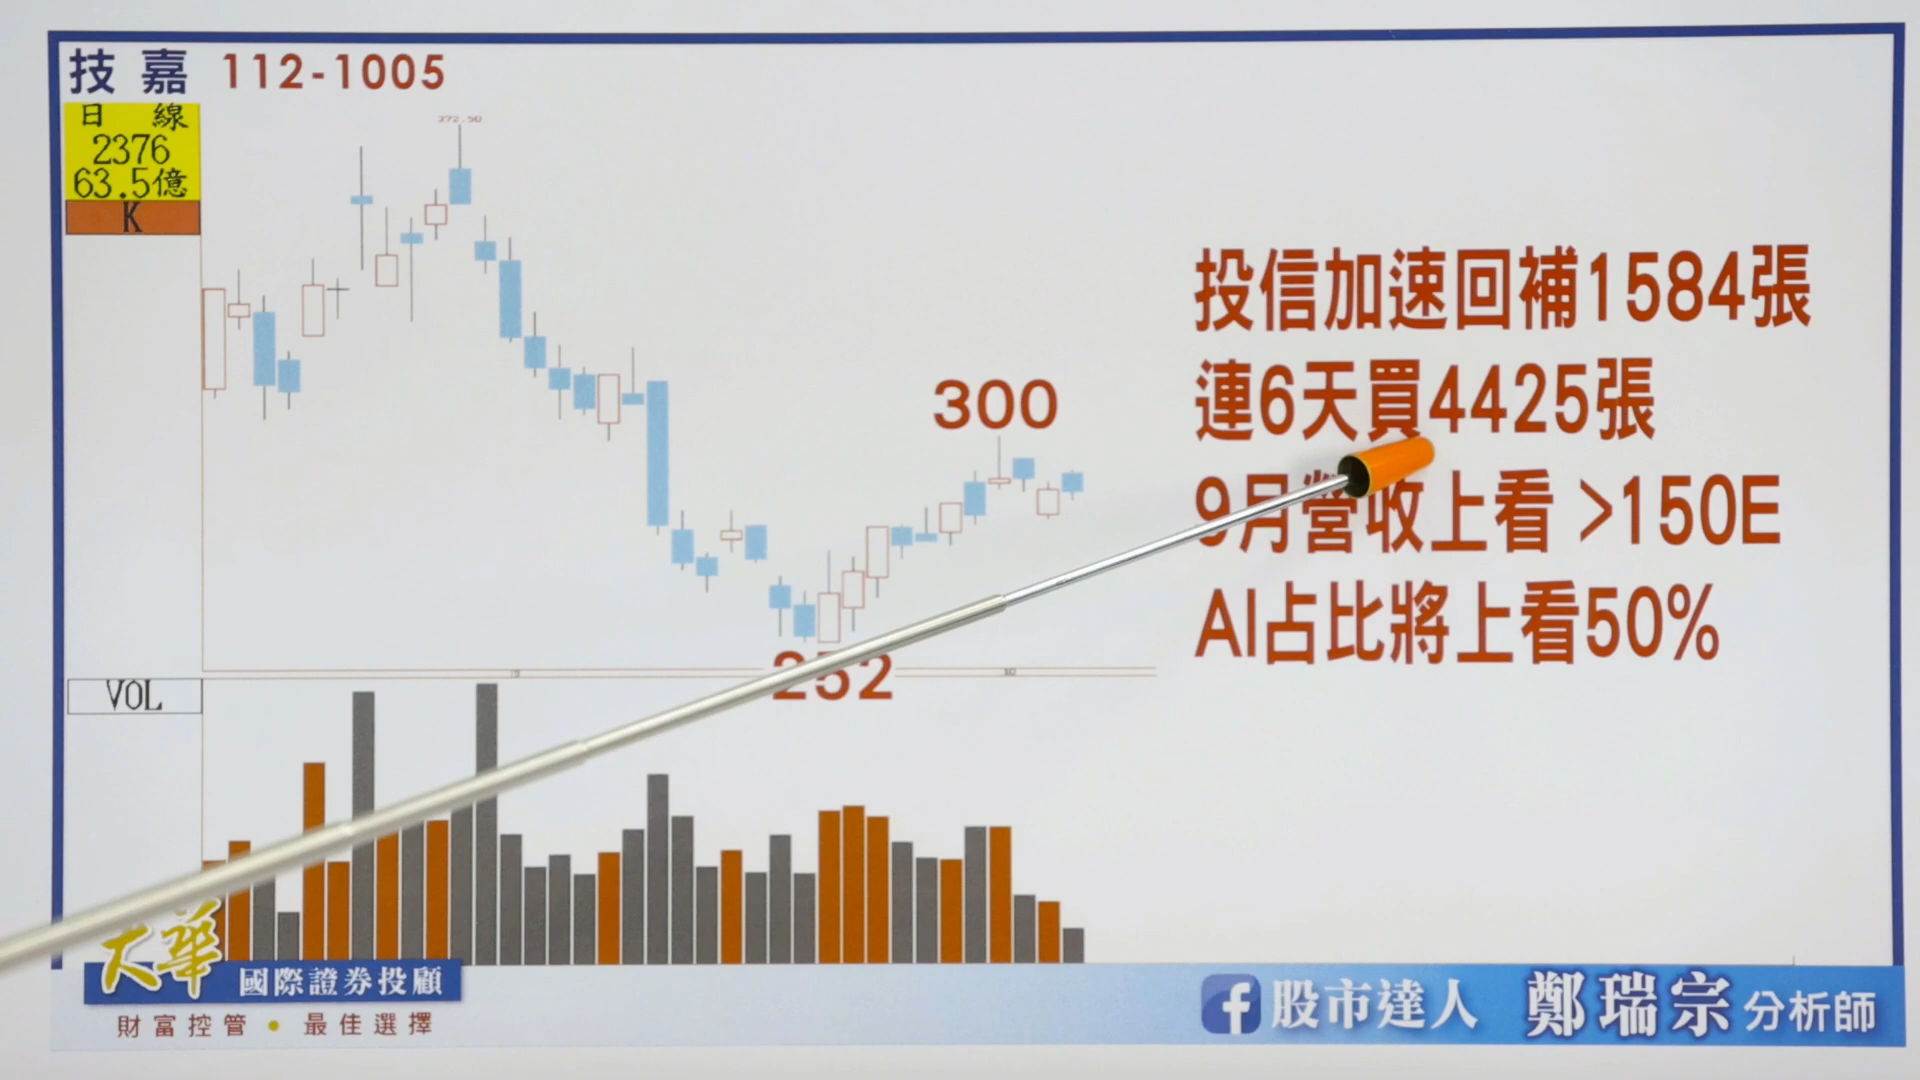 技嘉 112-1005
日線
2376
63.5億
K
372.50
300
252
VOL
投信加速回補1584張
連6天買4425張
9月營收上看 >150E
AI占比將上看50%
大華
國際證券投顧
財富控管 • 最佳選擇
f 股市達人 鄭瑞宗 分析師